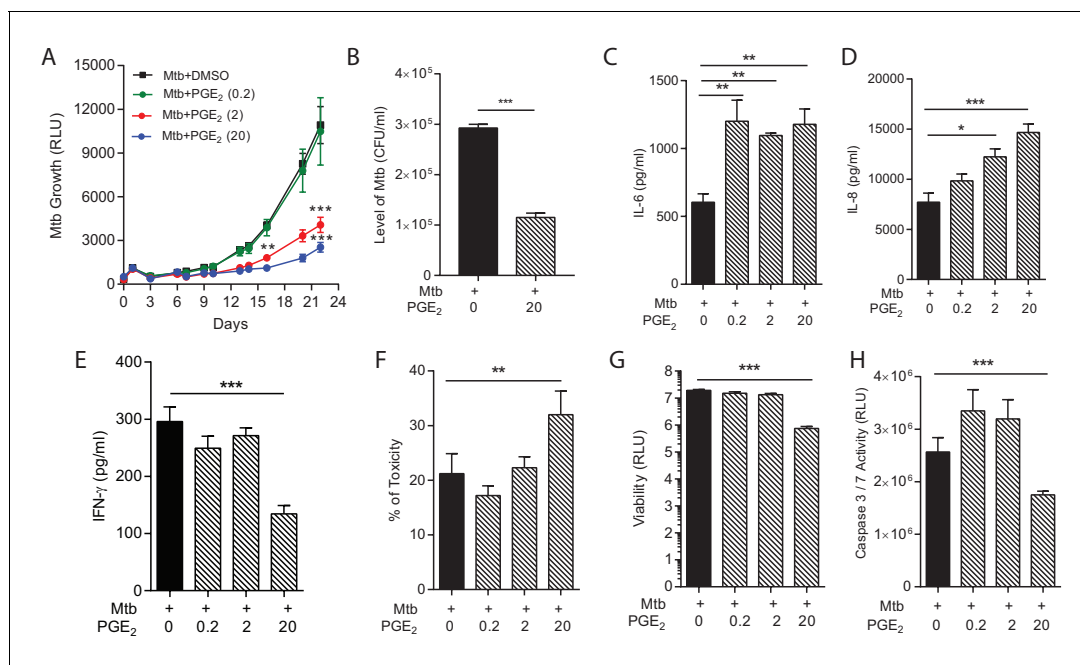 A
Mtb+DMSO
Mtb+PGE₂ (0.2)
Mtb+PGE₂ (2)
Mtb+PGE₂ (20)
Mtb Growth (RLU)
15000
12000
9000
6000
3000
0
**
***
***
0 3 6 9 12 15 18 21 24
Days
B
Level of Mtb (CFU/ml)
4×10⁵
3×10⁵
2×10⁵
1×10⁵
0
***
Mtb + +
PGE₂ 0 20
C
IL-6 (pg/ml)
1500
1000
500
0
**
**
**
Mtb + + + +
PGE₂ 0 0.2 2 20
D
IL-8 (pg/ml)
20000
15000
10000
5000
0
***
*
Mtb + + + +
PGE₂ 0 0.2 2 20
E
IFN-γ (pg/ml)
400
300
200
100
0
***
Mtb + + + +
PGE₂ 0 0.2 2 20
F
% of Toxicity
40
30
20
10
0
**
Mtb + + + +
PGE₂ 0 0.2 2 20
G
Viability (RLU)
8
7
6
5
4
3
2
1
0
***
Mtb + + + +
PGE₂ 0 0.2 2 20
H
Caspase 3 / 7 Activity (RLU)
4×10⁶
3×10⁶
2×10⁶
1×10⁶
0
***
Mtb + + + +
PGE₂ 0 0.2 2 20